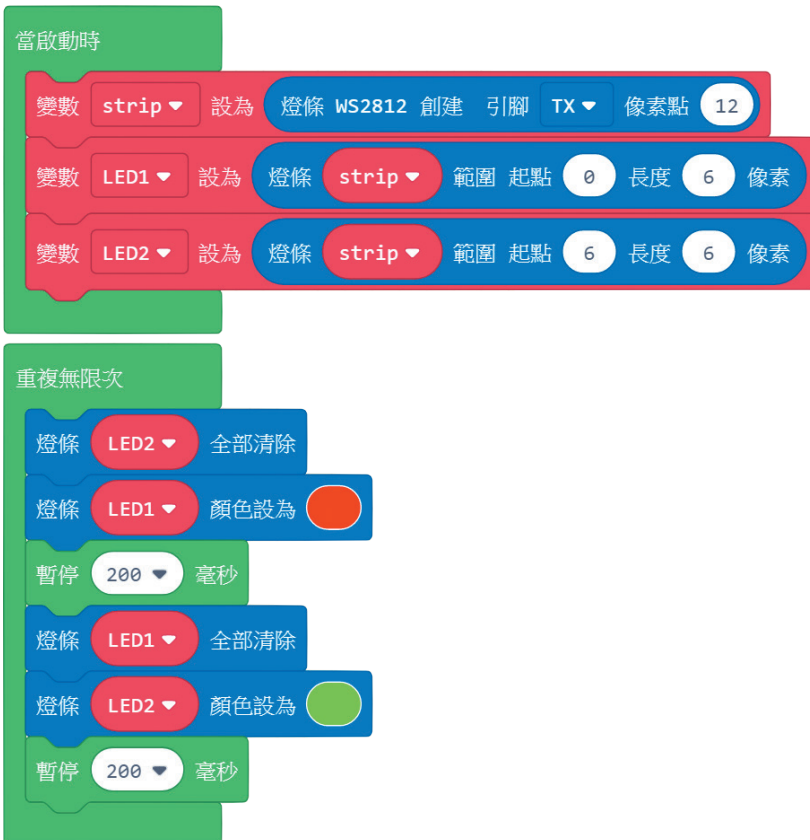 當啟動時
變數 strip 設為 燈條 WS2812 創建 引腳 TX 像素點 12
變數 LED1 設為 燈條 strip 範圍 起點 0 長度 6 像素
變數 LED2 設為 燈條 strip 範圍 起點 6 長度 6 像素
重複無限次
燈條 LED2 全部清除
燈條 LED1 顏色設為
暫停 200 毫秒
燈條 LED1 全部清除
燈條 LED2 顏色設為
暫停 200 毫秒